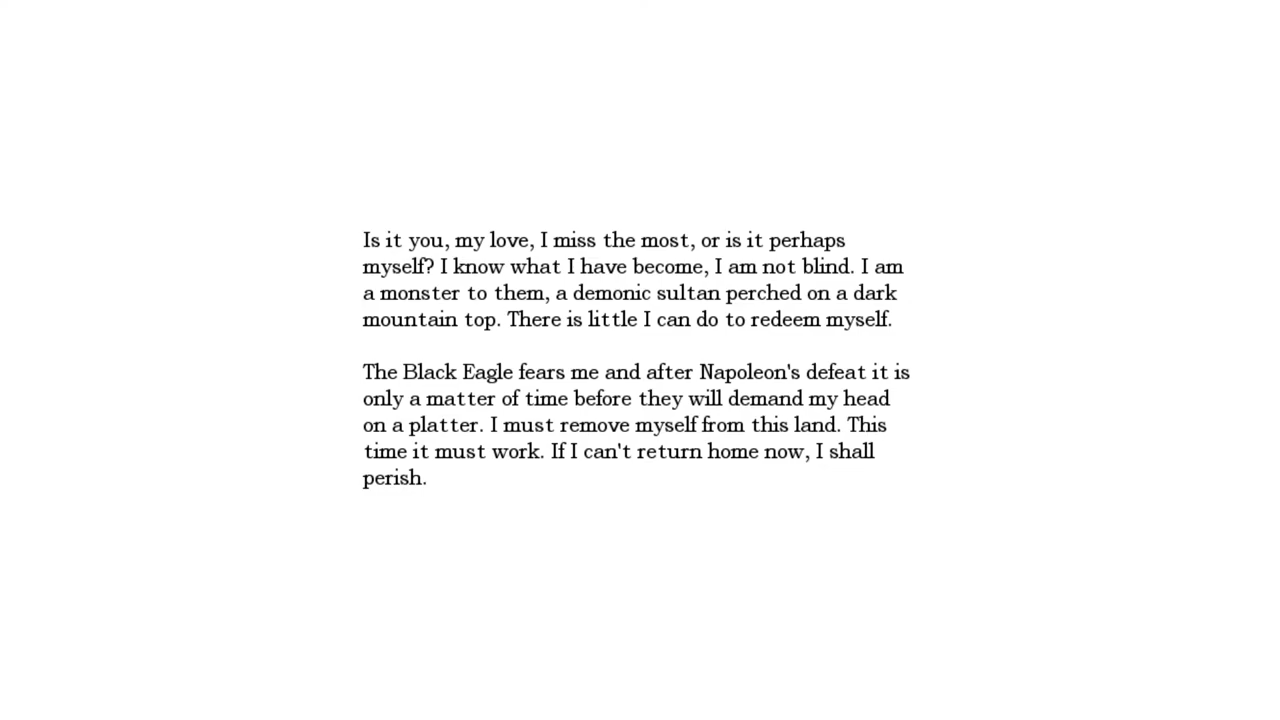 Is it you, my love, I miss the most, or is it perhaps
myself? I know what I have become, I am not blind. I am
a monster to them, a demonic sultan perched on a dark
mountain top. There is little I can do to redeem myself.
The Black Eagle fears me and after Napoleon's defeat it is
only a matter of time before they will demand my head
on a platter. I must remove myself from this land. This
time it must work. If I can't return home now, I shall
perish.